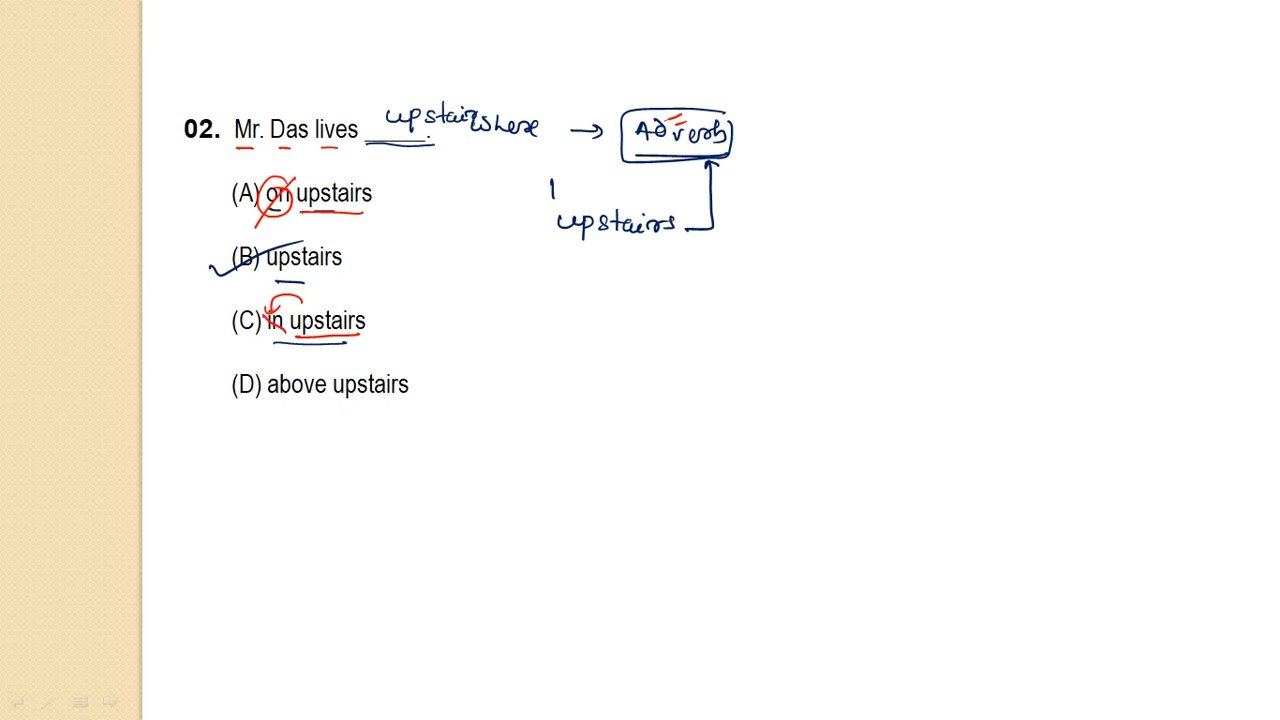 02. Mr. Das lives ______. upstairs where → Adverb
(A) on upstairs
upstairs
(B) upstairs
(C) in upstairs
(D) above upstairs